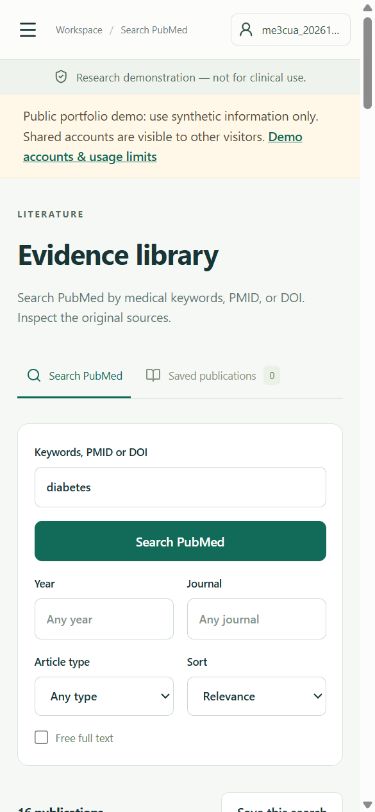 Workspace / Search PubMed
me3cua_20261...
Research demonstration — not for clinical use.
Public portfolio demo: use synthetic information only.
Shared accounts are visible to other visitors. Demo
accounts & usage limits
LITERATURE
Evidence library
Search PubMed by medical keywords, PMID, or DOI.
Inspect the original sources.
Search PubMed
Saved publications 0
Keywords, PMID or DOI
diabetes
Search PubMed
Year
Journal
Any year
Any journal
Article type
Sort
Any type
Relevance
Free full text
16 publications
Save this search